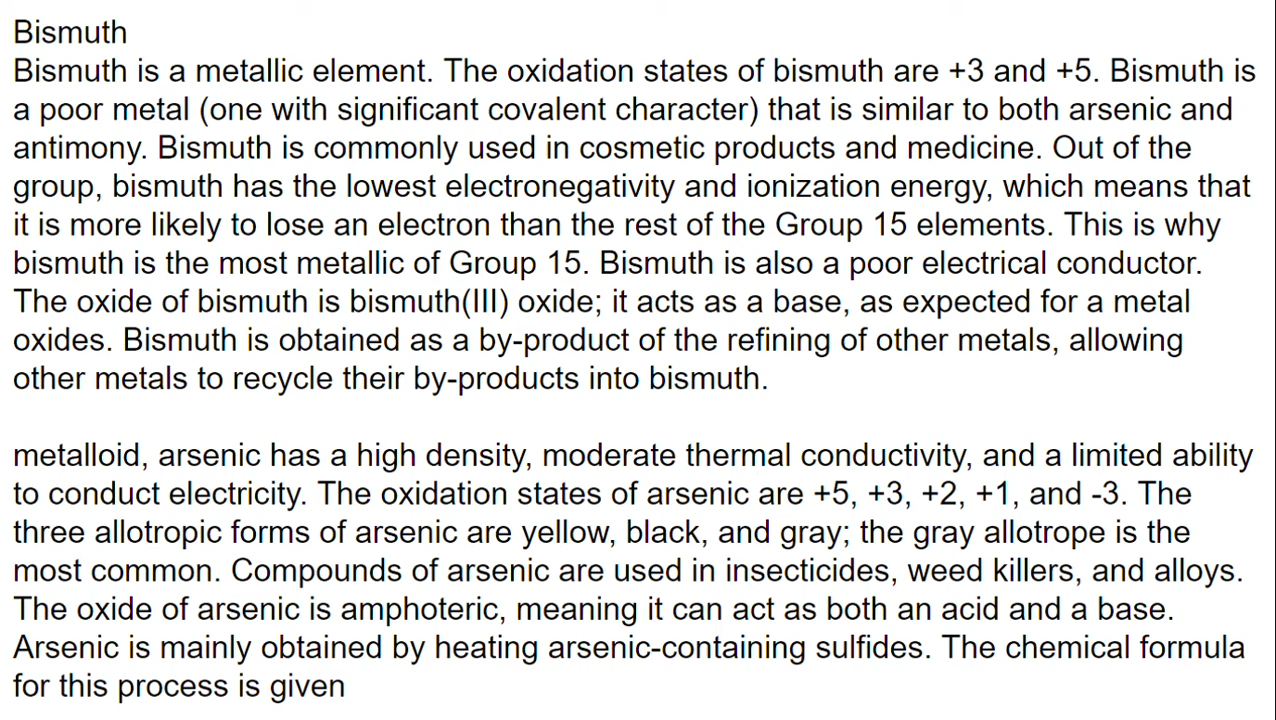 Bismuth
Bismuth is a metallic element. The oxidation states of bismuth are +3 and +5. Bismuth is
a poor metal (one with significant covalent character) that is similar to both arsenic and
antimony. Bismuth is commonly used in cosmetic products and medicine. Out of the
group, bismuth has the lowest electronegativity and ionization energy, which means that
it is more likely to lose an electron than the rest of the Group 15 elements. This is why
bismuth is the most metallic of Group 15. Bismuth is also a poor electrical conductor.
The oxide of bismuth is bismuth(III) oxide; it acts as a base, as expected for a metal
oxides. Bismuth is obtained as a by-product of the refining of other metals, allowing
other metals to recycle their by-products into bismuth.
metalloid, arsenic has a high density, moderate thermal conductivity, and a limited ability
to conduct electricity. The oxidation states of arsenic are +5, +3, +2, +1, and -3. The
three allotropic forms of arsenic are yellow, black, and gray; the gray allotrope is the
most common. Compounds of arsenic are used in insecticides, weed killers, and alloys.
The oxide of arsenic is amphoteric, meaning it can act as both an acid and a base.
Arsenic is mainly obtained by heating arsenic-containing sulfides. The chemical formula
for this process is given